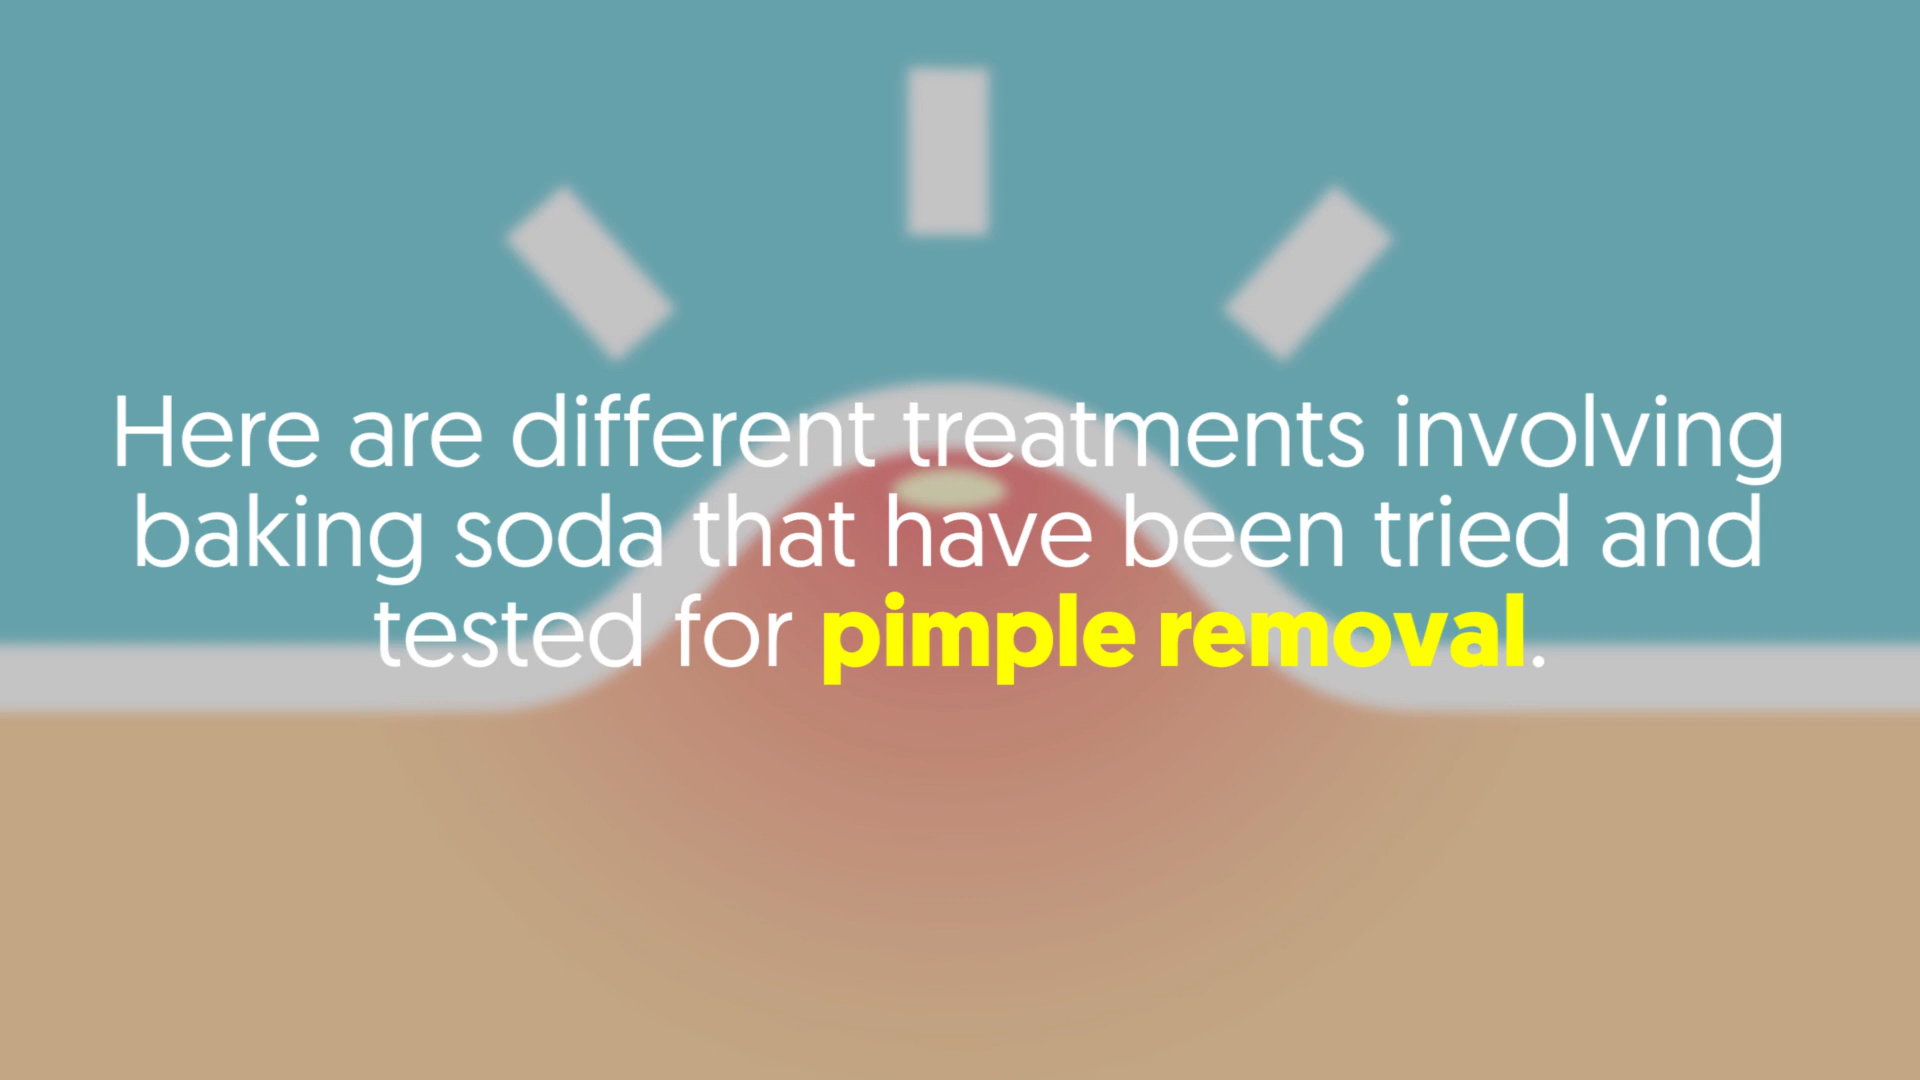 Here are different treatments involving
baking soda that have been tried and
tested for pimple removal.